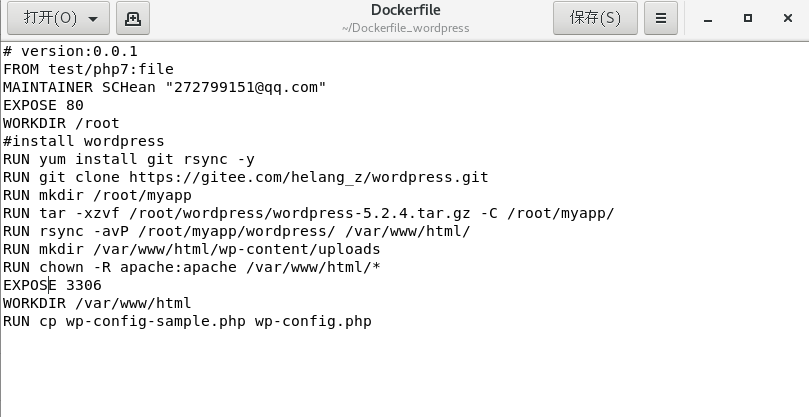 打开(O)
Dockerfile
~/Dockerfile_wordpress
保存(S)
# version:0.0.1
FROM test/php7:file
MAINTAINER SCHean "272799151@qq.com"
EXPOSE 80
WORKDIR /root
#install wordpress
RUN yum install git rsync -y
RUN git clone https://gitee.com/helang_z/wordpress.git
RUN mkdir /root/myapp
RUN tar -xzvf /root/wordpress/wordpress-5.2.4.tar.gz -C /root/myapp/
RUN rsync -avP /root/myapp/wordpress/ /var/www/html/
RUN mkdir /var/www/html/wp-content/uploads
RUN chown -R apache:apache /var/www/html/*
EXPOSE 3306
WORKDIR /var/www/html
RUN cp wp-config-sample.php wp-config.php